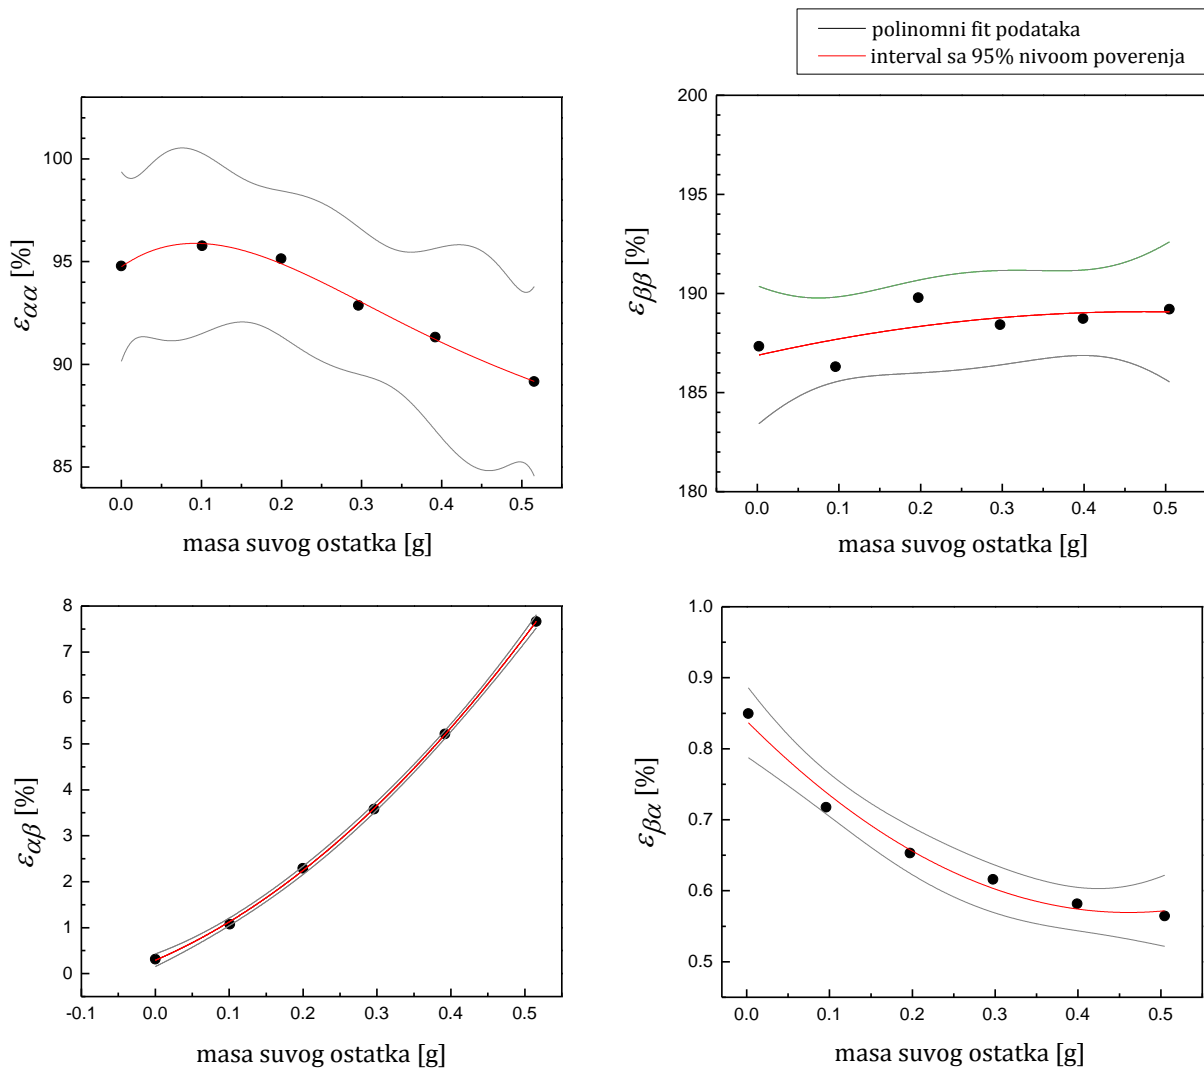 polinomni fit podataka
interval sa 95% nivoom poverenja
100
95
90
85
εαα [%]
0.0 0.1 0.2 0.3 0.4 0.5
masa suvog ostatka [g]
200
195
190
185
180
εββ [%]
0.0 0.1 0.2 0.3 0.4 0.5
masa suvog ostatka [g]
8
7
6
5
4
3
2
1
0
εαβ [%]
-0.1 0.0 0.1 0.2 0.3 0.4 0.5
masa suvog ostatka [g]
1.0
0.9
0.8
0.7
0.6
0.5
εβα [%]
0.0 0.1 0.2 0.3 0.4 0.5
masa suvog ostatka [g]